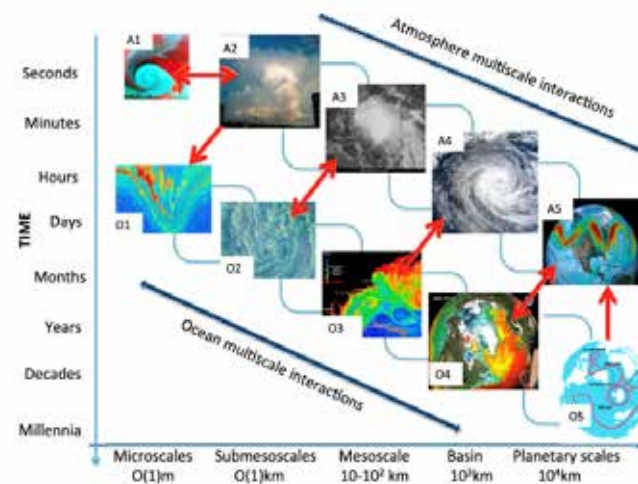 A1
A2
A3
A4
A5
Atmosphere multiscale interactions
TIME
Seconds
Minutes
Hours
Days
Months
Years
Decades
Millennia
O1
O2
O3
O4
O5
Ocean multiscale interactions
Microscales
O(1)m
Submesoscales
O(1)km
Mesoscale
10-10² km
Basin
10³km
Planetary scales
10⁴km